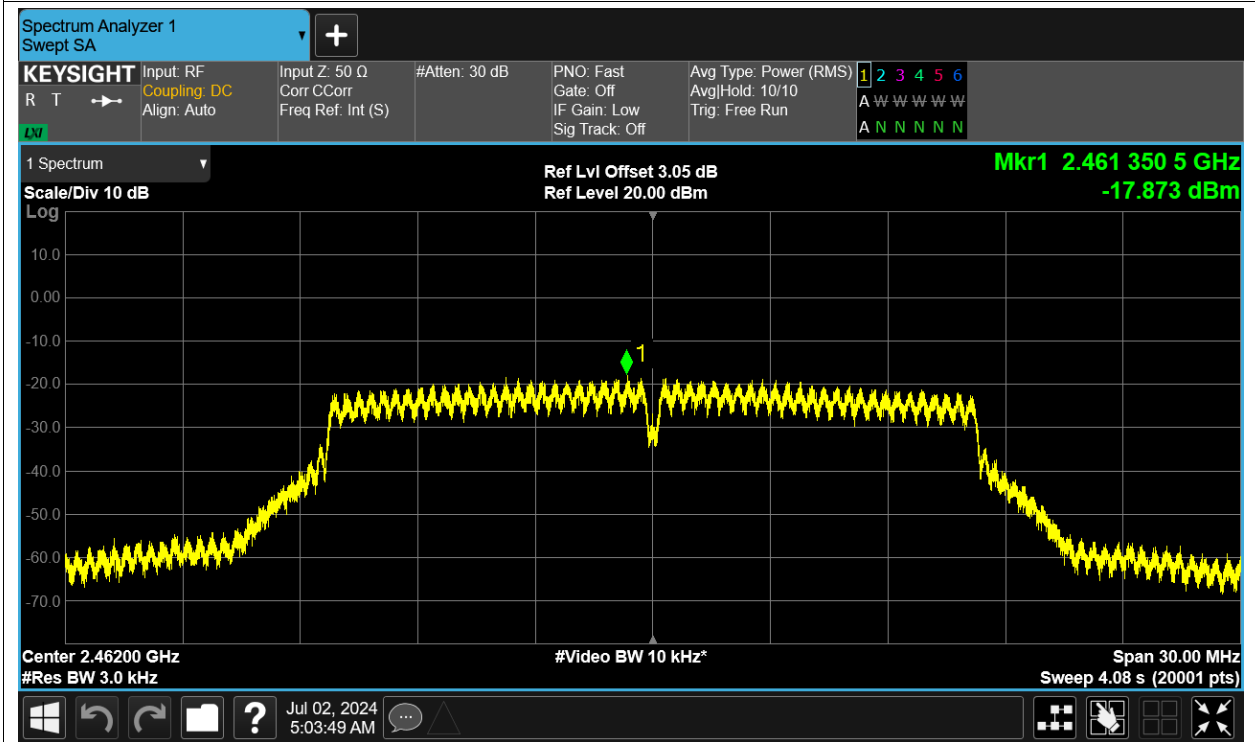 Spectrum Analyzer 1
Swept SA
+
KEYSIGHT
R T
LXI
Input: RF
Coupling: DC
Align: Auto
Input Z: 50 Ω
Corr CCorr
Freq Ref: Int (S)
#Atten: 30 dB
PNO: Fast
Gate: Off
IF Gain: Low
Sig Track: Off
Avg Type: Power (RMS)
Avg|Hold: 10/10
Trig: Free Run
1 2 3 4 5 6
A W W W W W
A N N N N N
1 Spectrum
Scale/Div 10 dB
Ref Lvl Offset 3.05 dB
Ref Level 20.00 dBm
Mkr1 2.461 350 5 GHz
-17.873 dBm
Log
10.0
0.00
-10.0
-20.0
-30.0
-40.0
-50.0
-60.0
-70.0
1
Center 2.46200 GHz
#Res BW 3.0 kHz
#Video BW 10 kHz*
Span 30.00 MHz
Sweep 4.08 s (20001 pts)
?
Jul 02, 2024
5:03:49 AM